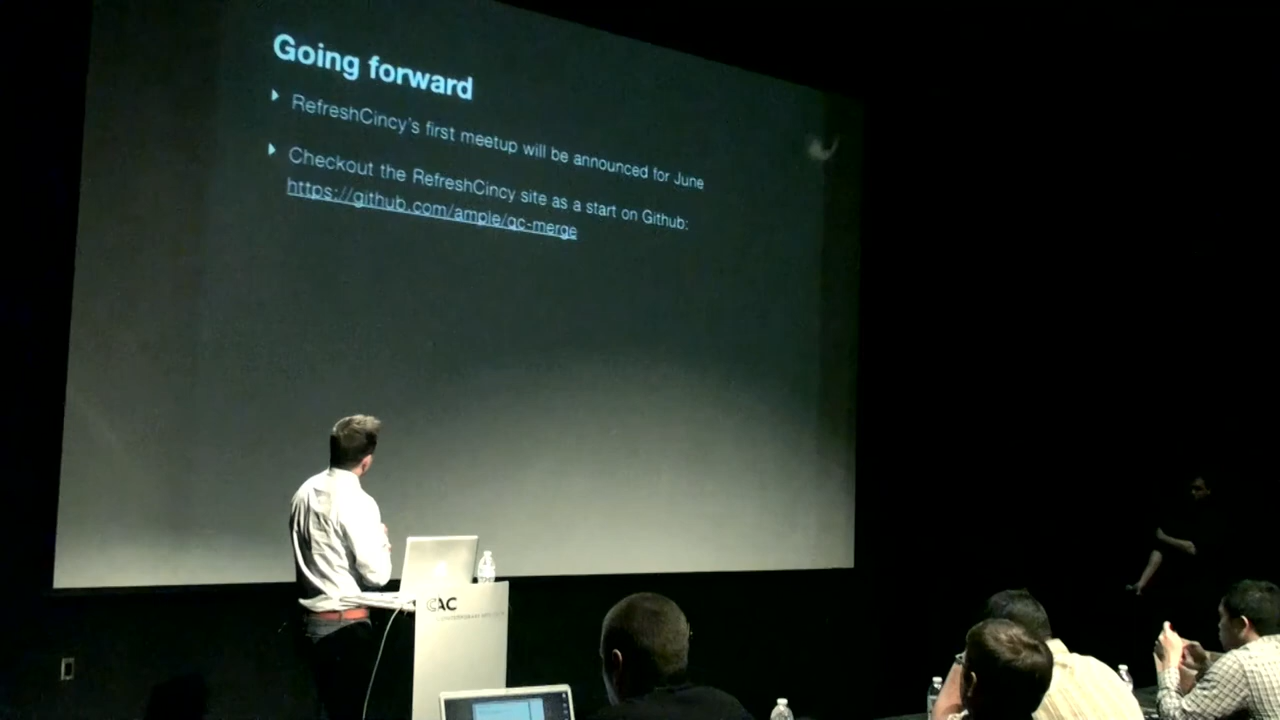 Going forward
RefreshCincy's first meetup will be announced for June
Checkout the RefreshCincy site as a start on Github:
https://github.com/ample/qc-merge
CAC